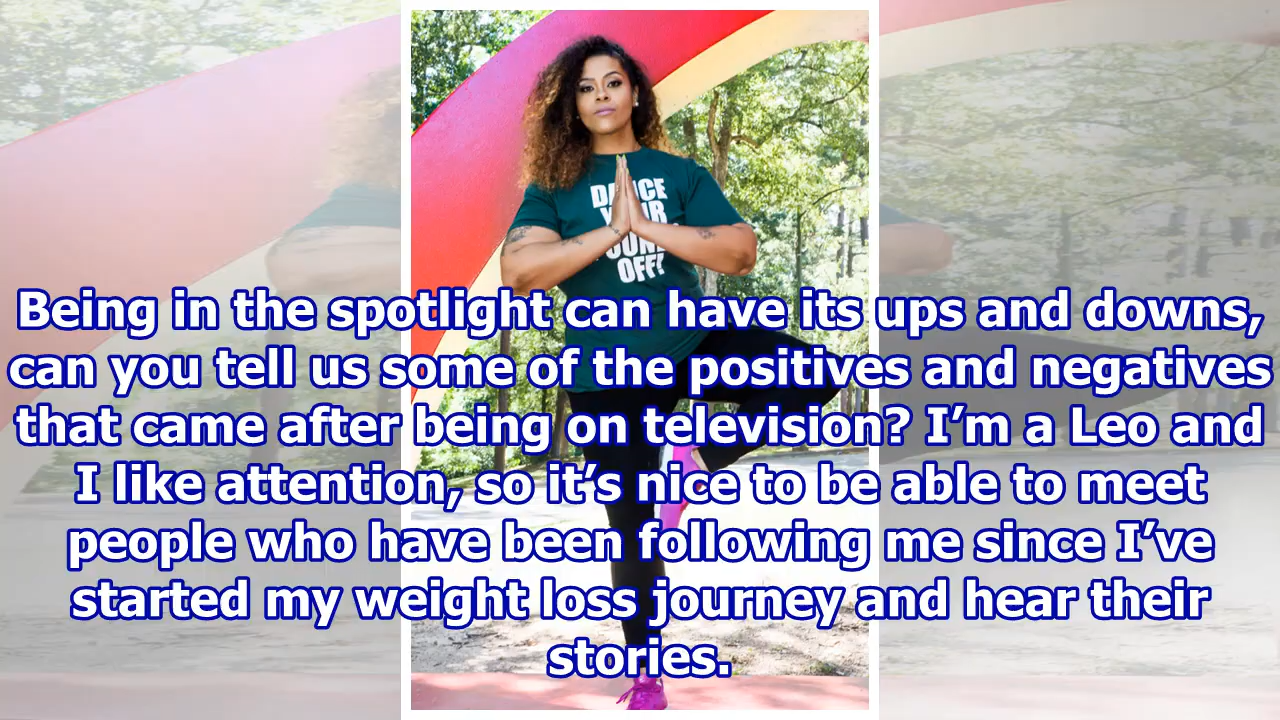 DANCE
YOUR
OFF!
Being in the spotlight can have its ups and downs,
can you tell us some of the positives and negatives
that came after being on television? I’m a Leo and
I like attention, so it’s nice to be able to meet
people who have been following me since I’ve
started my weight loss journey and hear their
stories.